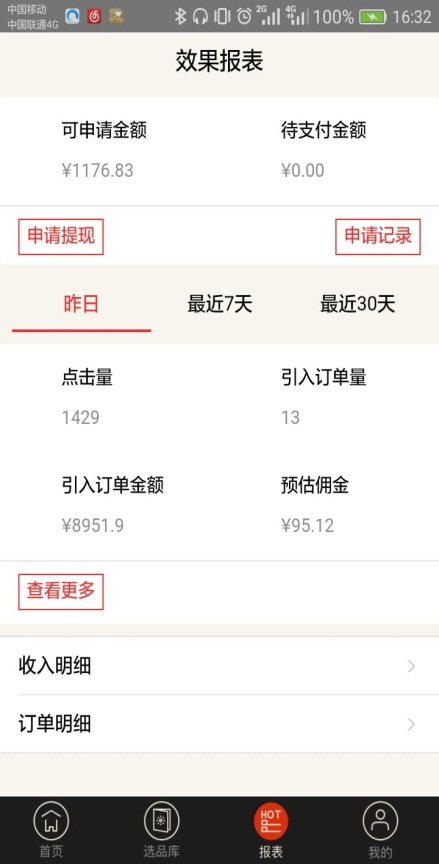 中国移动
中国联通4G
2G
4G
100%
16:32
效果报表
可申请金额
待支付金额
¥1176.83
¥0.00
申请提现
申请记录
昨日
最近7天
最近30天
点击量
引入订单量
1429
13
引入订单金额
预估佣金
¥8951.9
¥95.12
查看更多
收入明细
订单明细
HOT
首页
选品库
报表
我的